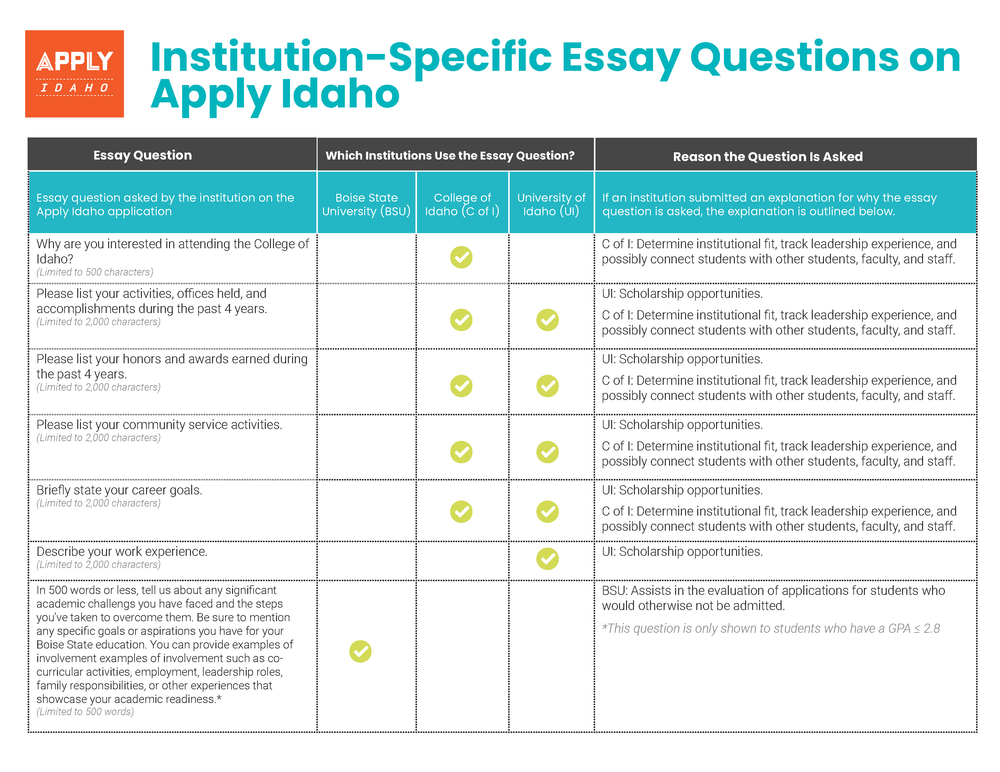 APPLY
IDAHO
Institution-Specific Essay Questions on
Apply Idaho
Essay Question
Which Institutions Use the Essay Question?
Reason the Question Is Asked
Essay question asked by the institution on the
Apply Idaho application
Boise State
University (BSU)
College of
Idaho (C of I)
University of
Idaho (UI)
If an institution submitted an explanation for why the essay
question is asked, the explanation is outlined below.
Why are you interested in attending the College of
Idaho?
(Limited to 500 characters)
C of I: Determine institutional fit, track leadership experience, and
possibly connect students with other students, faculty, and staff.
Please list your activities, offices held, and
accomplishments during the past 4 years.
(Limited to 2,000 characters)
UI: Scholarship opportunities.
C of I: Determine institutional fit, track leadership experience, and
possibly connect students with other students, faculty, and staff.
Please list your honors and awards earned during
the past 4 years.
(Limited to 2,000 characters)
UI: Scholarship opportunities.
C of I: Determine institutional fit, track leadership experience, and
possibly connect students with other students, faculty, and staff.
Please list your community service activities.
(Limited to 2,000 characters)
UI: Scholarship opportunities.
C of I: Determine institutional fit, track leadership experience, and
possibly connect students with other students, faculty, and staff.
Briefly state your career goals.
(Limited to 2,000 characters)
UI: Scholarship opportunities.
C of I: Determine institutional fit, track leadership experience, and
possibly connect students with other students, faculty, and staff.
Describe your work experience.
(Limited to 2,000 characters)
UI: Scholarship opportunities.
In 500 words or less, tell us about any significant
academic challengs you have faced and the steps
you’ve taken to overcome them. Be sure to mention
any specific goals or aspirations you have for your
Boise State education. You can provide examples of
involvement examples of involvement such as co-
curricular activities, employment, leadership roles,
family responsibilities, or other experiences that
showcase your academic readiness.*
(Limited to 500 words)
BSU: Assists in the evaluation of applications for students who
would otherwise not be admitted.
*This question is only shown to students who have a GPA ≤ 2.8